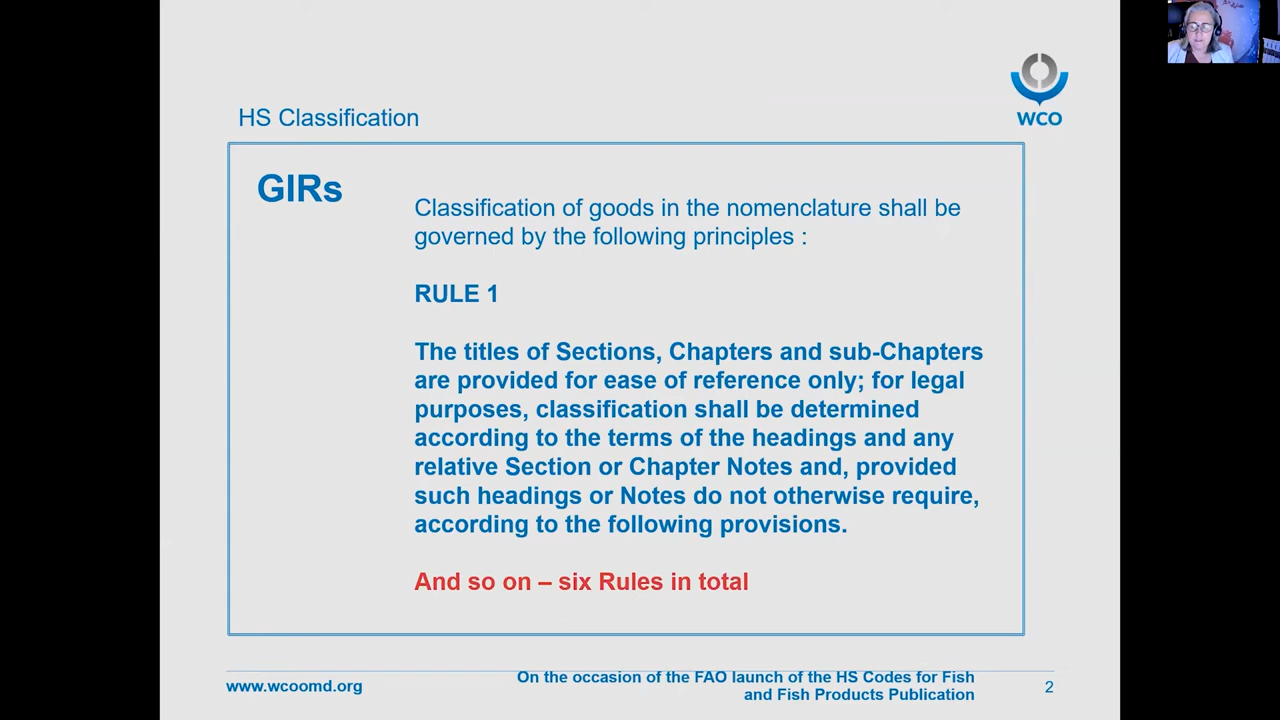 WCO
HS Classification
GIRs
Classification of goods in the nomenclature shall be
governed by the following principles :
RULE 1
The titles of Sections, Chapters and sub-Chapters
are provided for ease of reference only; for legal
purposes, classification shall be determined
according to the terms of the headings and any
relative Section or Chapter Notes and, provided
such headings or Notes do not otherwise require,
according to the following provisions.
And so on – six Rules in total
www.wcoomd.org
On the occasion of the FAO launch of the HS Codes for Fish
and Fish Products Publication
2